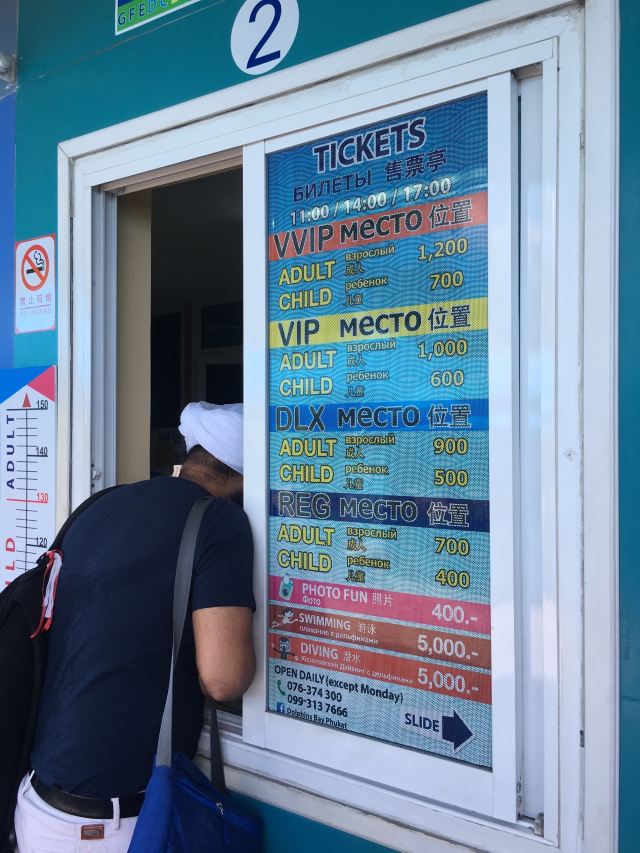 GFEDC
2
TICKETS
БИЛЕТЫ 售票亭
11:00 / 14:00 / 17:00
VVIP место 位置
ADULT взрослый 成人 1,200
CHILD ребенок 儿童 700
VIP место 位置
ADULT взрослый 成人 1,000
CHILD ребенок 儿童 600
DLX место 位置
ADULT взрослый 成人 900
CHILD ребенок 儿童 500
REG место 位置
ADULT взрослый 成人 700
CHILD ребенок 儿童 400
PHOTO FUN 照片 400.-
Фото
SWIMMING 游泳 5,000.-
плавание с дельфинами
DIVING 潜水 5,000.-
& Королевский Дайвинг с дельфинами
OPEN DAILY (except Monday)
076-374 300
099-313 7666
Dolphins Bay Phuket
SLIDE
禁止吸烟
NO SMOKING
150
140
130
120
ADULT
CHILD